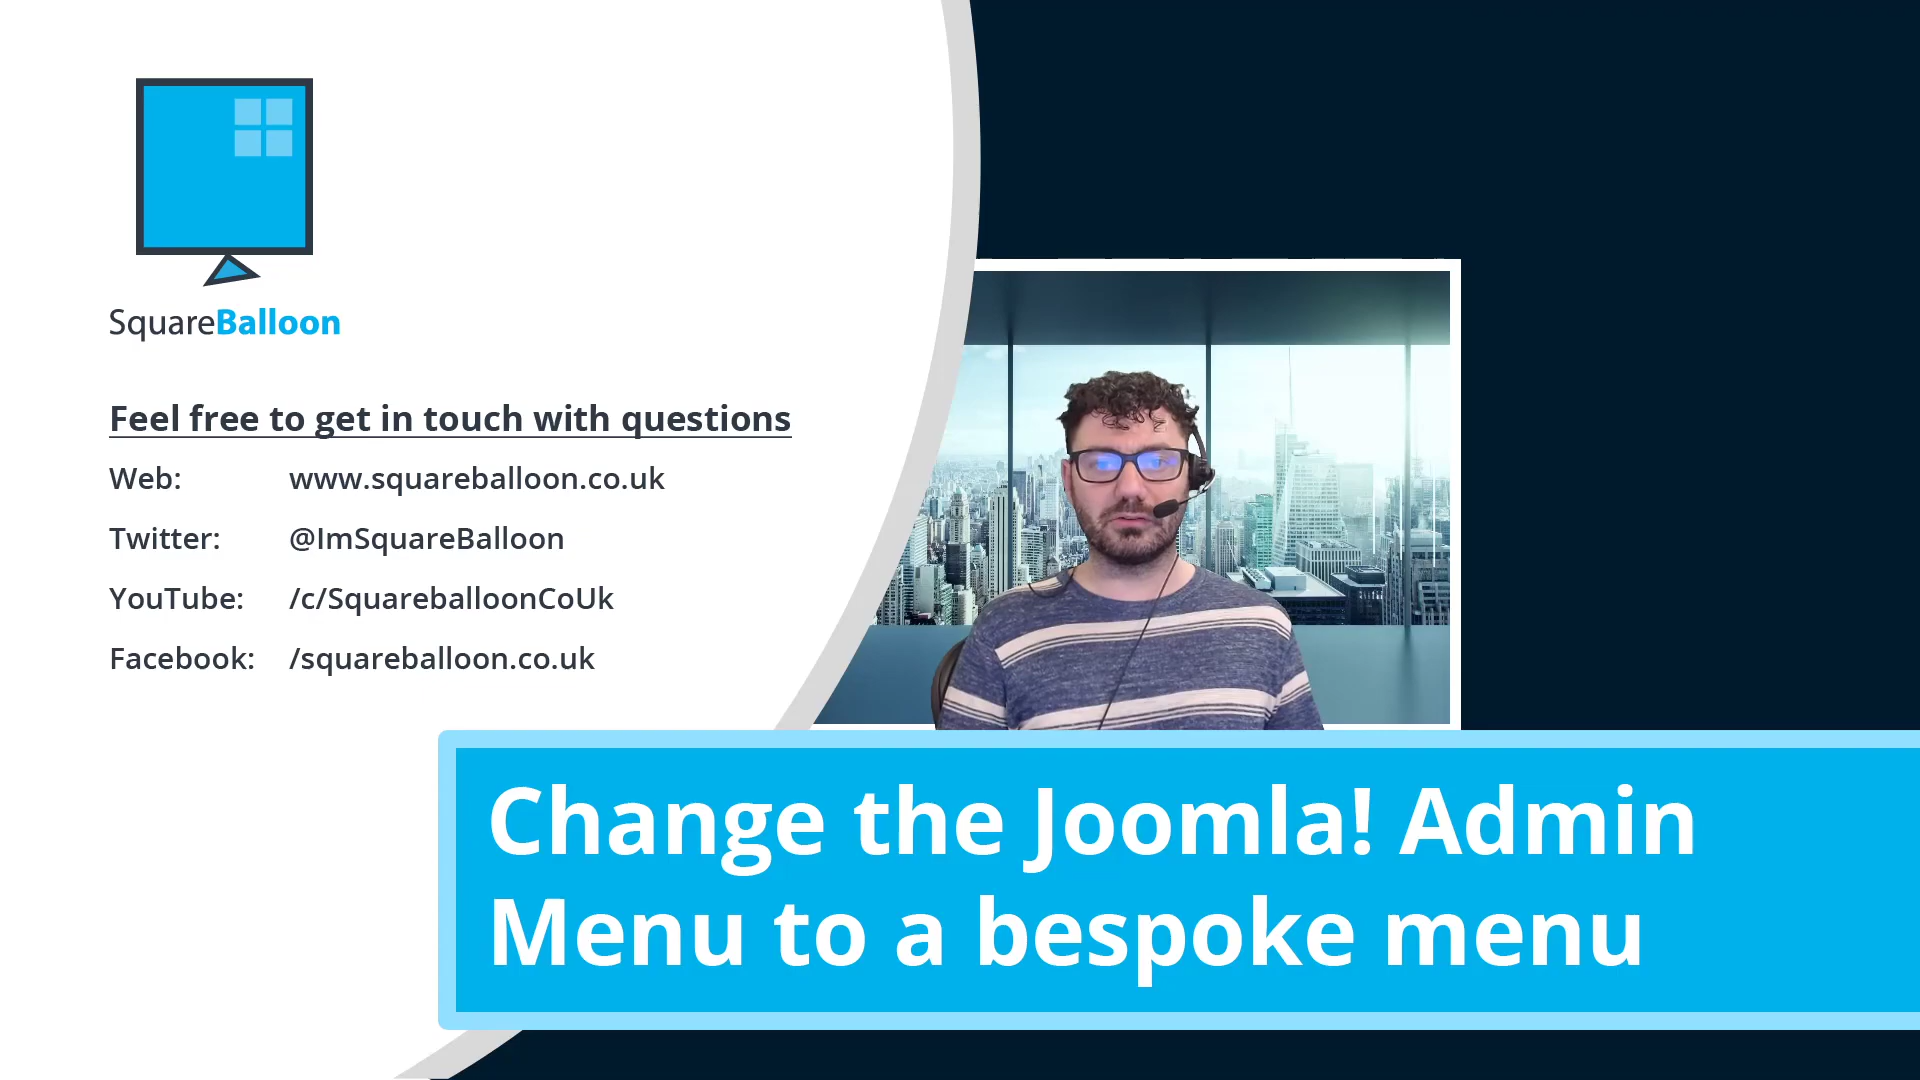 SquareBalloon
Feel free to get in touch with questions
Web: www.squareballoon.co.uk
Twitter: @ImSquareBalloon
YouTube: /c/SquareballoonCoUk
Facebook: /squareballoon.co.uk
Change the Joomla! Admin
Menu to a bespoke menu